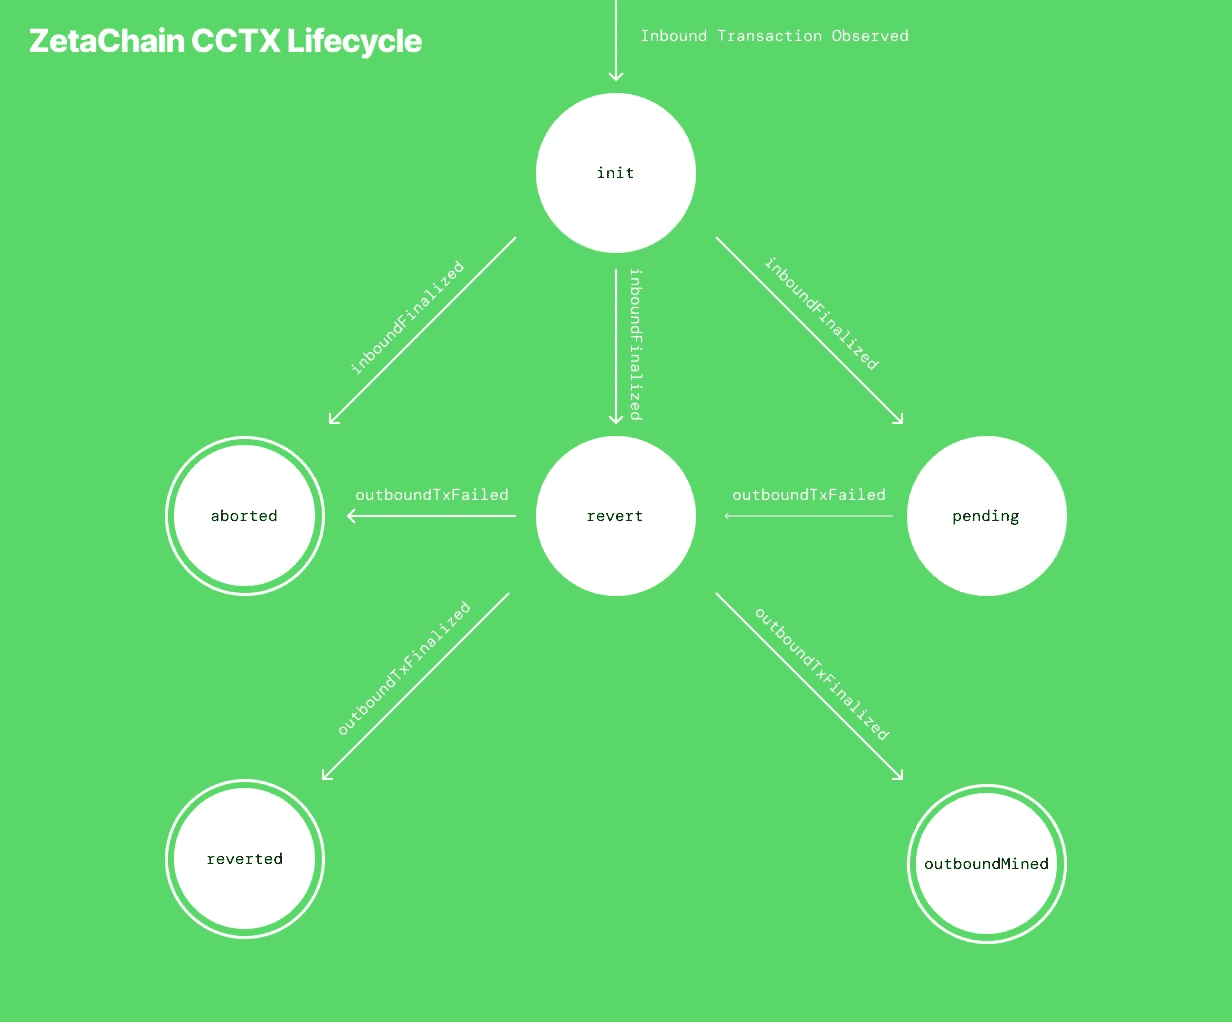 ZetaChain CCTX Lifecycle
Inbound Transaction Observed
init
inboundFinalized
inboundFinalized
inboundFinalized
aborted
outboundTxFailed
revert
outboundTxFailed
pending
outboundTxFinalized
outboundTxFinalized
reverted
outboundMined